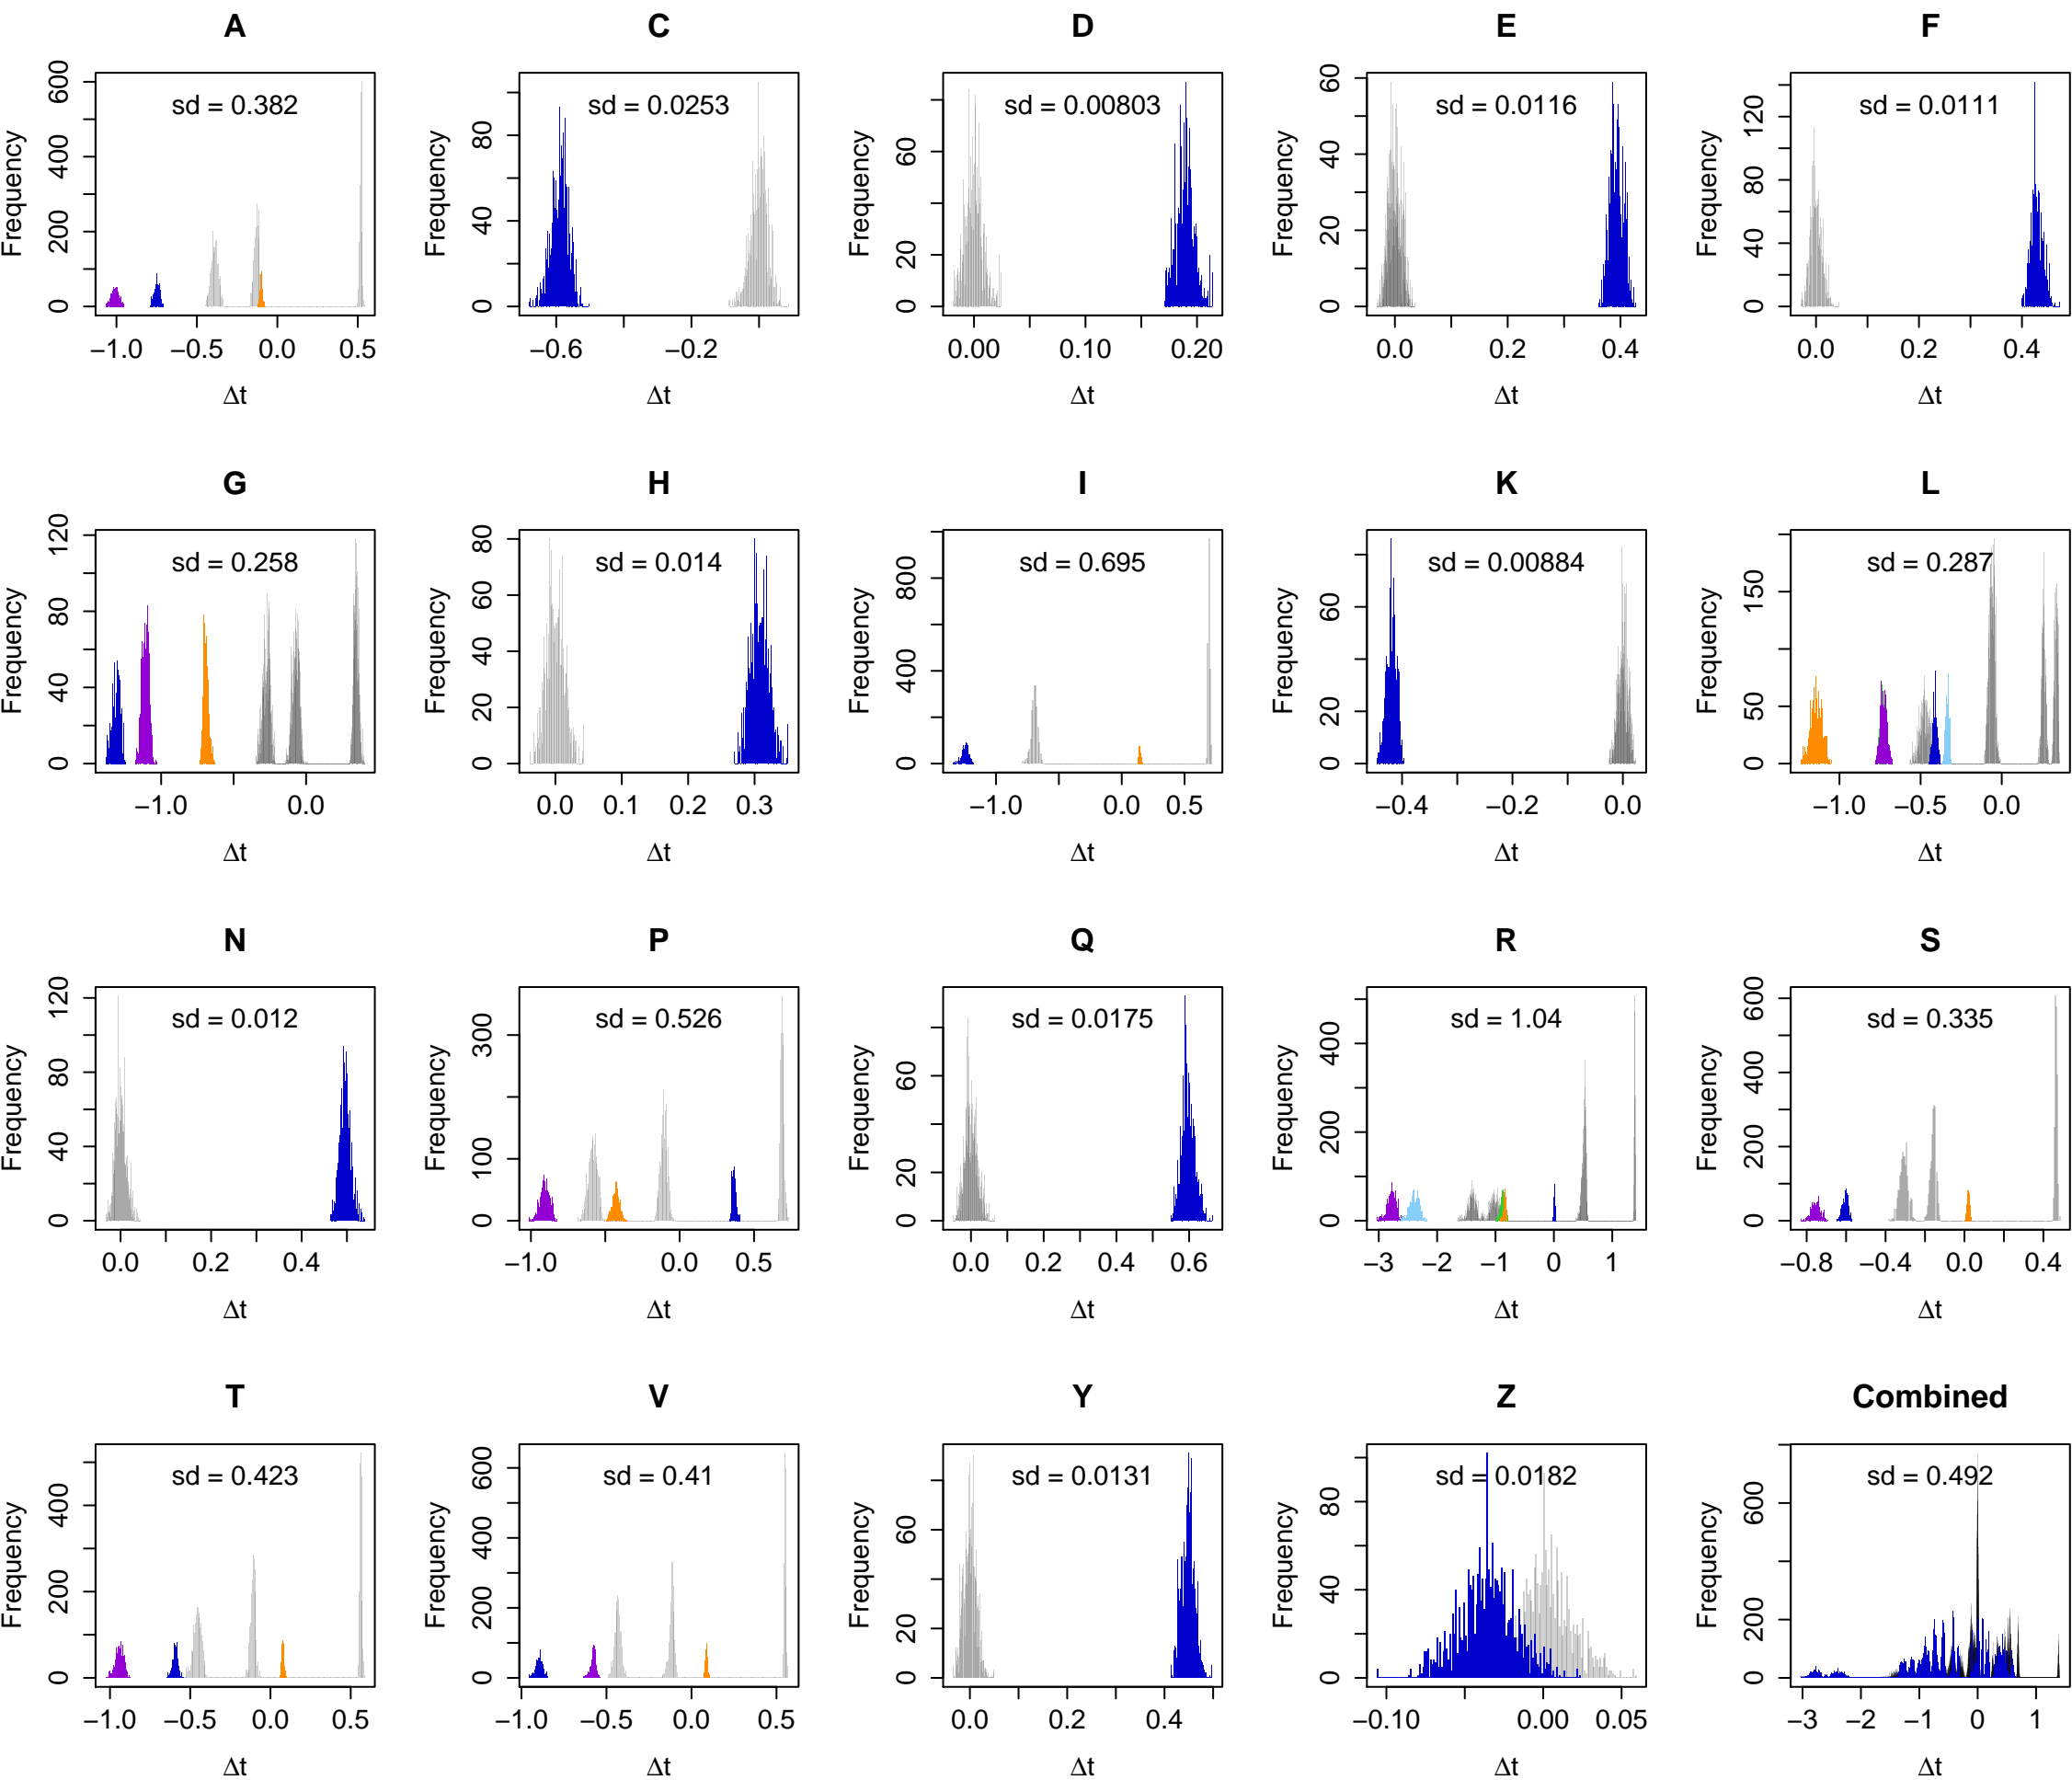 A C D E F
sd = 0.382 sd = 0.0253 sd = 0.00803 sd = 0.0116 sd = 0.0111
Frequency Frequency Frequency Frequency Frequency
0 200 400 600
0 40 80
0 20 60
0 20 40 60
0 40 80 120
−1.0 −0.5 0.0 0.5
−0.6 −0.2
0.00 0.10 0.20
0.0 0.2 0.4
0.0 0.2 0.4
Δt Δt Δt Δt Δt
G H I K L
sd = 0.258 sd = 0.014 sd = 0.695 sd = 0.00884 sd = 0.287
Frequency Frequency Frequency Frequency Frequency
0 40 80 120
0 20 40 60 80
0 400 800
0 20 60
0 50 150
−1.0 0.0
0.0 0.1 0.2 0.3
−1.0 0.0 0.5
−0.4 −0.2 0.0
−1.0 −0.5 0.0
Δt Δt Δt Δt Δt
N P Q R S
sd = 0.012 sd = 0.526 sd = 0.0175 sd = 1.04 sd = 0.335
Frequency Frequency Frequency Frequency Frequency
0 40 80 120
0 100 300
0 20 60
0 200 400
0 200 400 600
0.0 0.2 0.4
−1.0 0.0 0.5
0.0 0.2 0.4 0.6
−3 −2 −1 0 1
−0.8 −0.4 0.0 0.4
Δt Δt Δt Δt Δt
T V Y Z Combined
sd = 0.423 sd = 0.41 sd = 0.0131 sd = 0.0182 sd = 0.492
Frequency Frequency Frequency Frequency Frequency
0 200 400
0 200 400 600
0 20 60
0 40 80
0 200 600
−1.0 −0.5 0.0 0.5
−1.0 −0.5 0.0 0.5
0.0 0.2 0.4
−0.10 0.00 0.05
−3 −2 −1 0 1
Δt Δt Δt Δt Δt